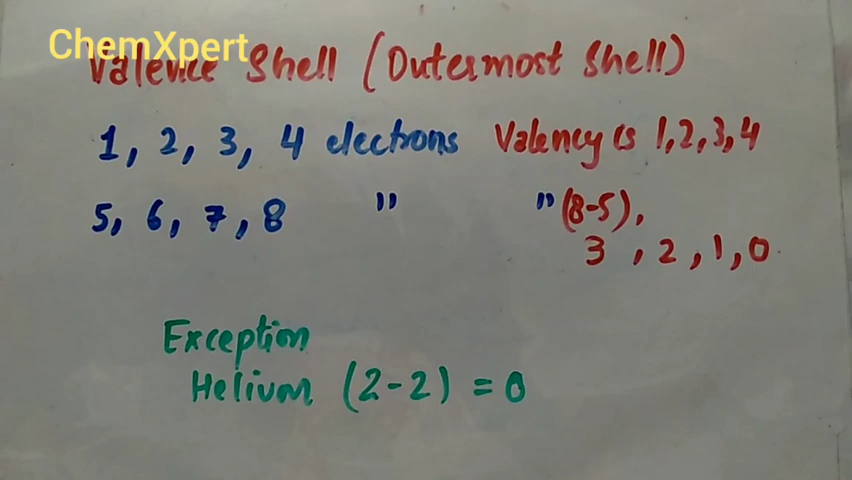 ChemXpert
Valence Shell (Outermost Shell)
1, 2, 3, 4 electrons Valency is 1,2,3,4
5, 6, 7, 8 " " (8-5),
3 , 2 , 1 , 0
Exception
Helium (2-2) = 0